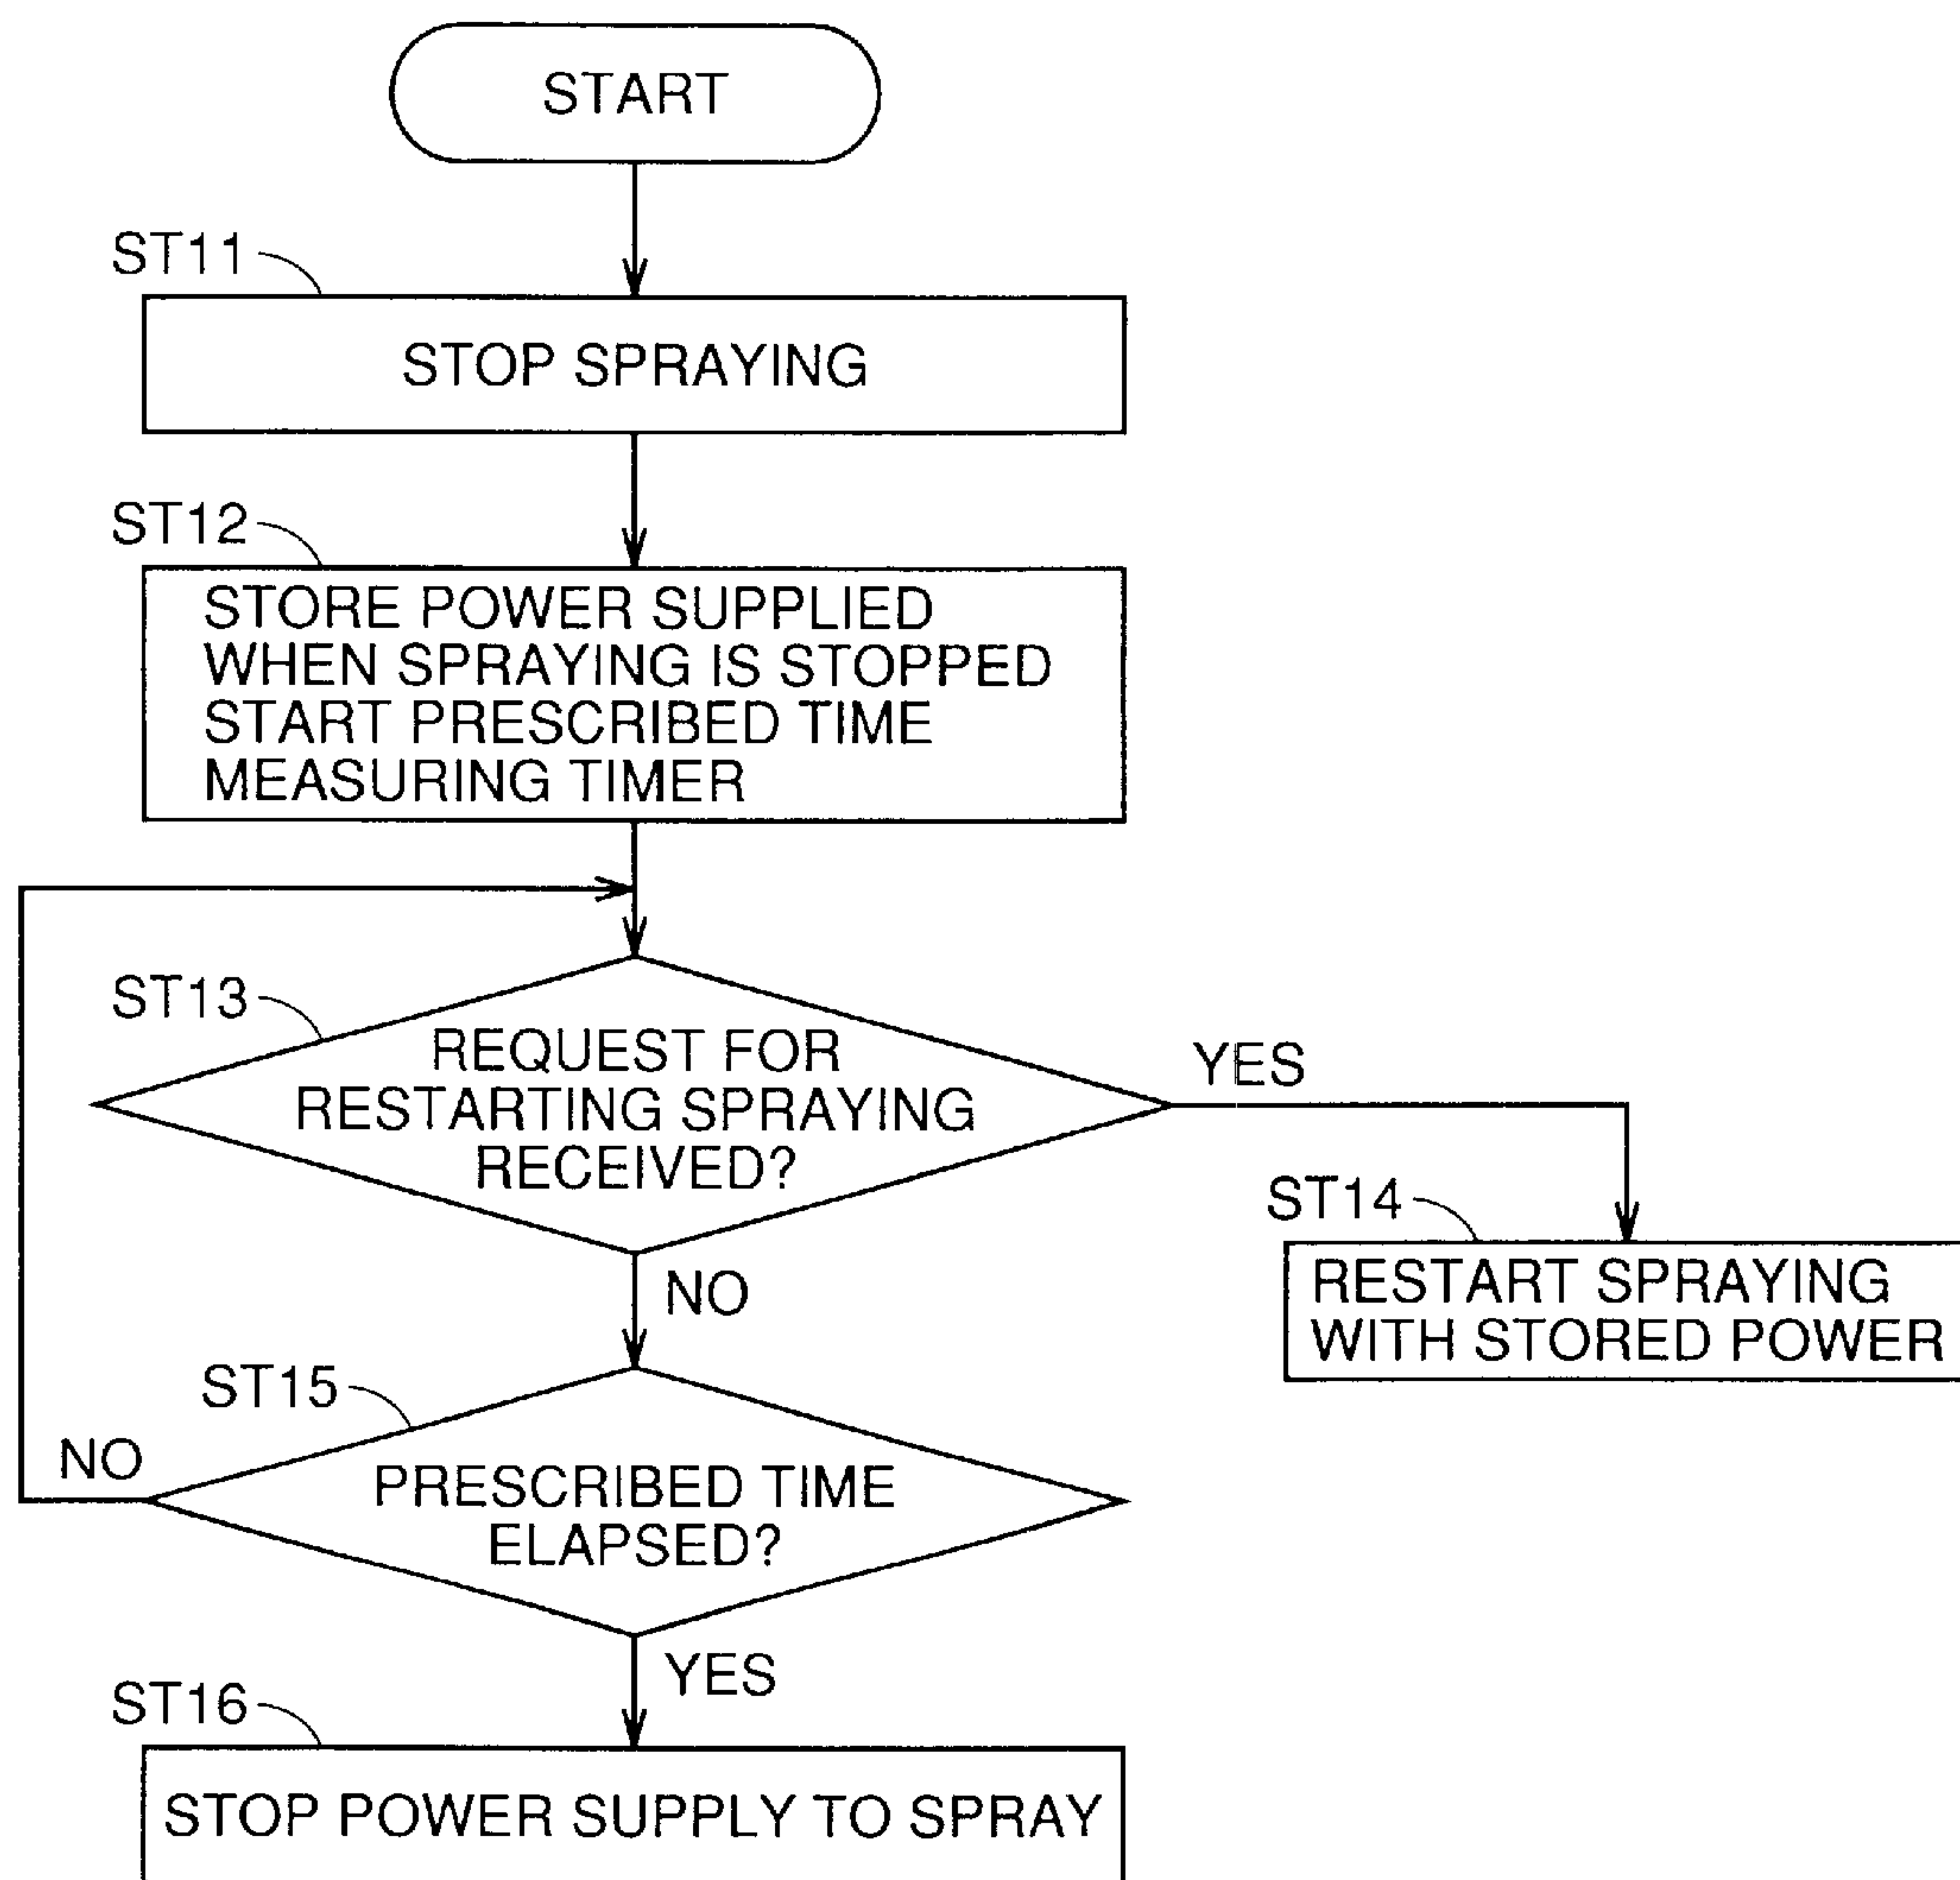 START
ST11
STOP SPRAYING
ST12
STORE POWER SUPPLIED
WHEN SPRAYING IS STOPPED
START PRESCRIBED TIME
MEASURING TIMER
ST13
REQUEST FOR
RESTARTING SPRAYING
RECEIVED?
YES
ST14
RESTART SPRAYING
WITH STORED POWER
NO
ST15
NO
PRESCRIBED TIME
ELAPSED?
YES
ST16
STOP POWER SUPPLY TO SPRAY